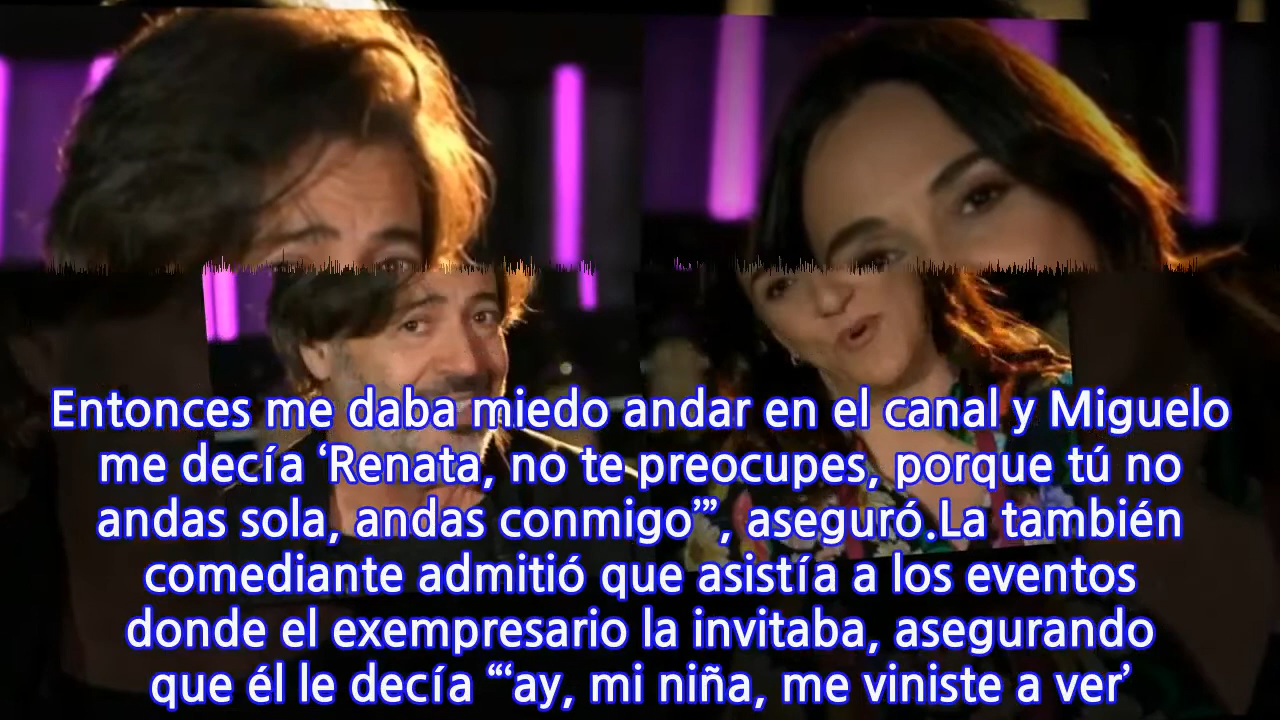 Entonces me daba miedo andar en el canal y Miguelo
me decía ‘Renata, no te preocupes, porque tú no
andas sola, andas conmigo’”, aseguró.La también
comediante admitió que asistía a los eventos
donde el exempresario la invitaba, asegurando
que él le decía “‘ay, mi niña, me viniste a ver’